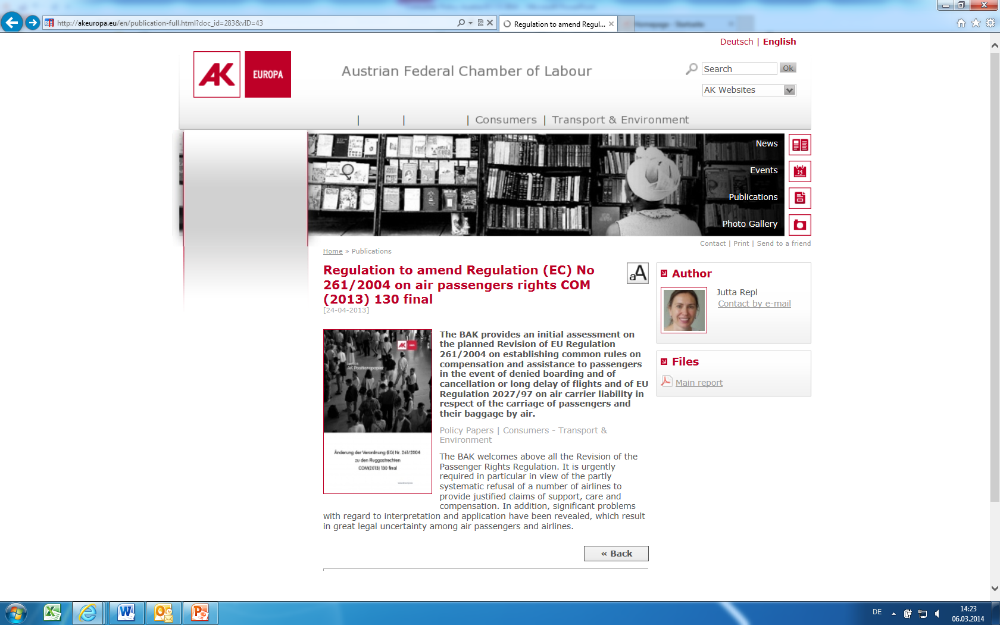 http://akeuropa.eu/en/publication-full.html?doc_id=283&vID=43
Regulation to amend Regul...
Deutsch | English
AK EUROPA
Austrian Federal Chamber of Labour
Search Ok
AK Websites
| | | Consumers | Transport & Environment
News
Events
15
Publications
Photo Gallery
Contact | Print | Send to a friend
Home » Publications
Regulation to amend Regulation (EC) No
261/2004 on air passengers rights COM
(2013) 130 final
[24-04-2013]
aA
AK
AK Positionspapier
Änderung der Verordnung (EG) Nr. 261/2004
zu den Fluggastrechten
COM(2013) 130 final
The BAK provides an initial assessment on
the planned Revision of EU Regulation
261/2004 on establishing common rules on
compensation and assistance to passengers
in the event of denied boarding and of
cancellation or long delay of flights and of EU
Regulation 2027/97 on air carrier liability in
respect of the carriage of passengers and
their baggage by air.
Policy Papers | Consumers - Transport &
Environment
The BAK welcomes above all the Revision of the
Passenger Rights Regulation. It is urgently
required in particular in view of the partly
systematic refusal of a number of airlines to
provide justified claims of support, care and
compensation. In addition, significant problems
with regard to interpretation and application have been revealed, which result
in great legal uncertainty among air passengers and airlines.
« Back
Author
Jutta Repl
Contact by e-mail
Files
Main report
DE
14:23
06.03.2014